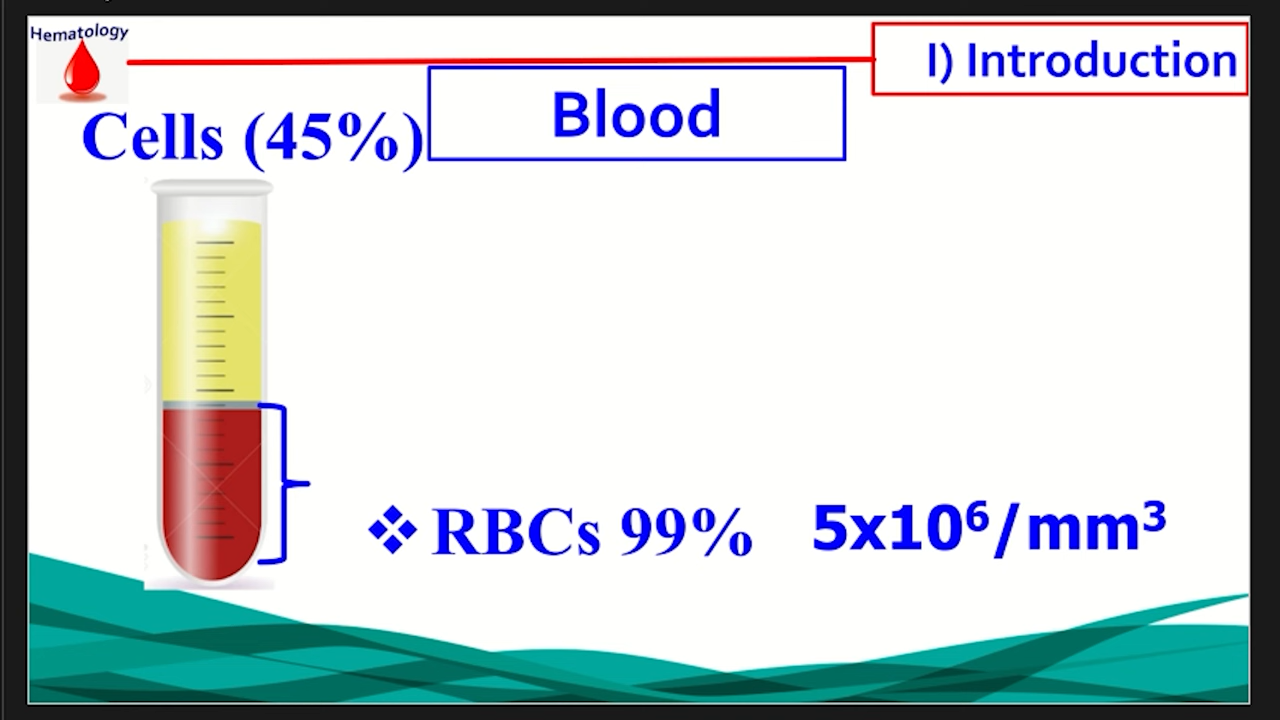 Hematology
I) Introduction
Blood
Cells (45%)
❖ RBCs 99% 5x10⁶/mm³